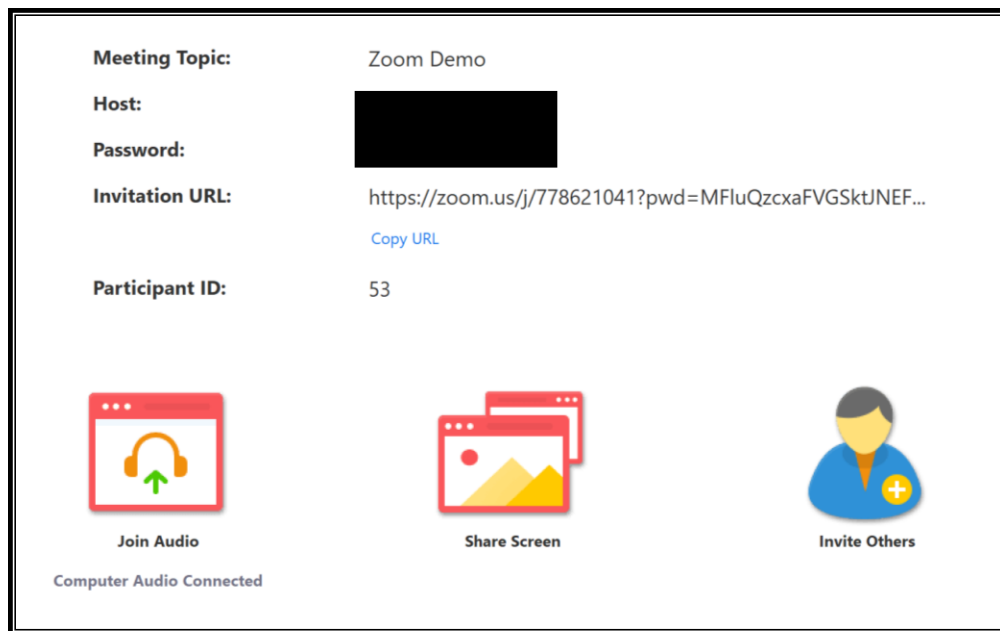 Meeting Topic: Zoom Demo
Host:
Password:
Invitation URL: https://zoom.us/j/778621041?pwd=MFluQzcxaFVGSktJNEF...
Copy URL
Participant ID: 53
Join Audio Share Screen Invite Others
Computer Audio Connected